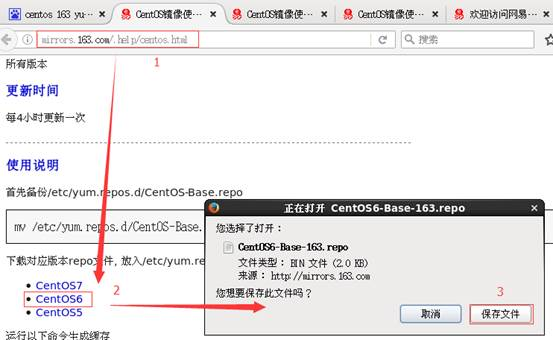 centos 163 yu...
CentOS镜像使...
CentOS镜像使...
CentOS镜像使...
欢迎访问网易...
mirrors.163.com/.help/centos.html
搜索
1
所有版本
更新时间
每4小时更新一次
使用说明
首先备份/etc/yum.repos.d/CentOS-Base.repo
mv /etc/yum.repos.d/CentOS-Base.
下载对应版本repo文件, 放入/etc/yum.re
CentOS7
CentOS6
CentOS5
2
运行以下命令生成缓存
正在打开 CentOS6-Base-163.repo
您选择了打开：
CentOS6-Base-163.repo
文件类型： BIN 文件 (2.0 KB)
来源： http://mirrors.163.com
您想要保存此文件吗？
3
取消
保存文件